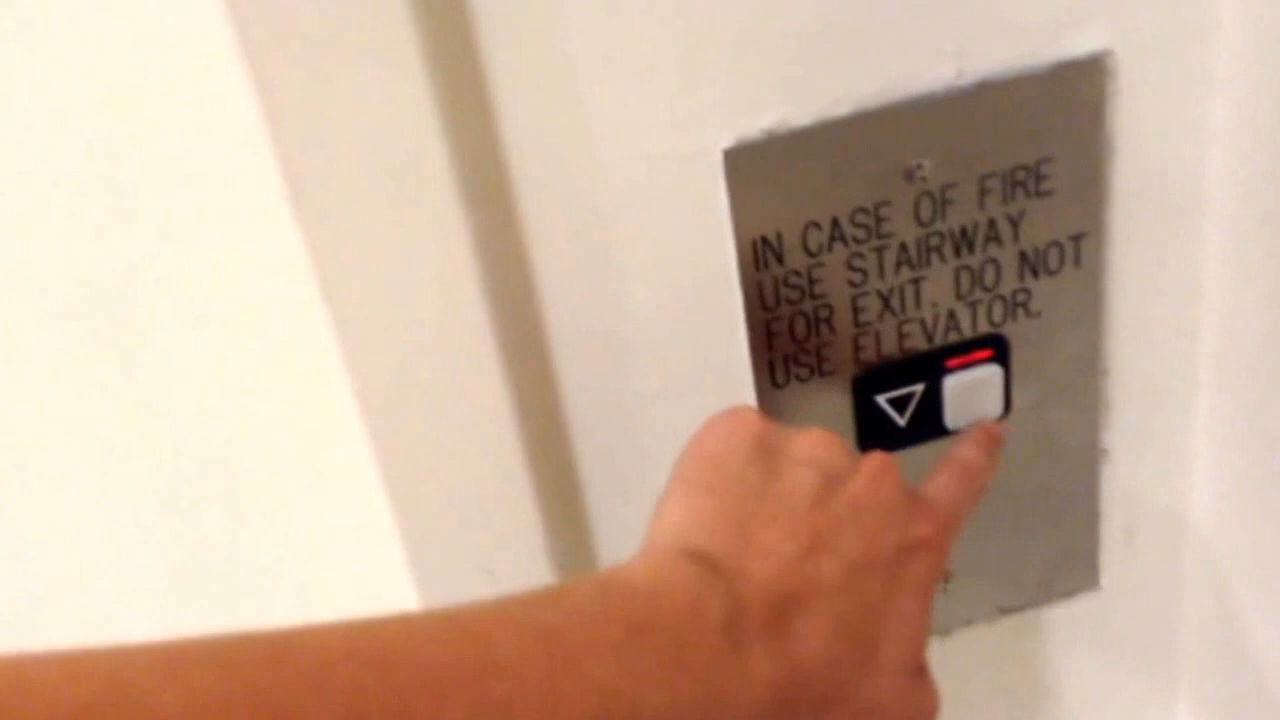 IN CASE OF FIRE
USE STAIRWAY
FOR EXIT. DO NOT
USE ELEVATOR.